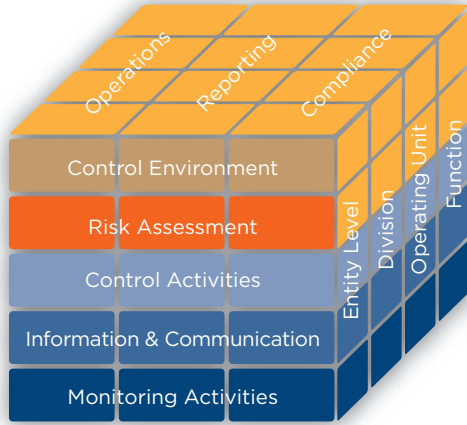 Operations
Reporting
Compliance
Control Environment
Risk Assessment
Control Activities
Information & Communication
Monitoring Activities
Entity Level
Division
Operating Unit
Function